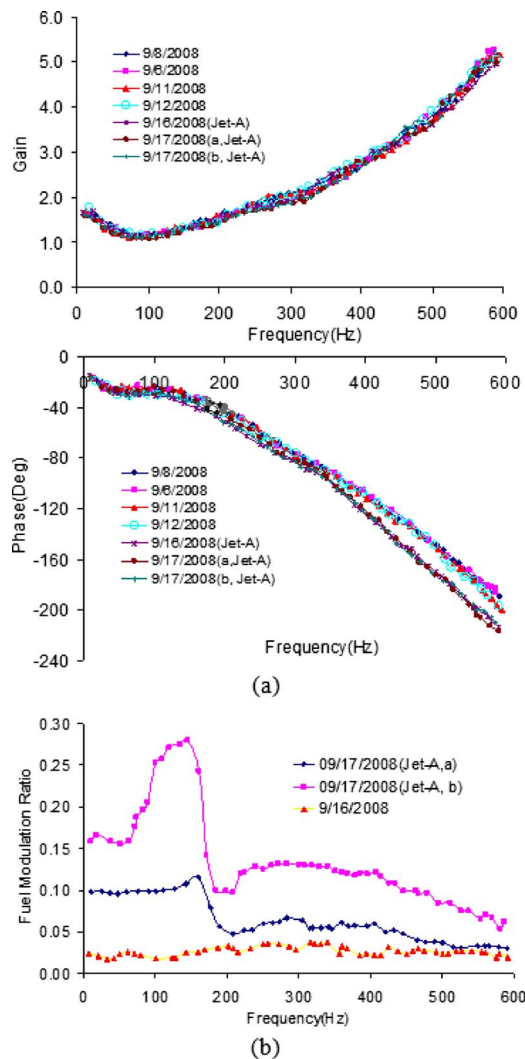 6.0
5.0
4.0
3.0
2.0
1.0
0.0
Gain
9/8/2008
9/6/2008
9/11/2008
9/12/2008
9/16/2008(Jet-A)
9/17/2008(a,Jet-A)
9/17/2008(b, Jet-A)
0 100 200 300 400 500 600
Frequency(Hz)
0
-40
-80
-120
-160
-200
-240
Phase(Deg)
0 100 200 300 400 500 600
9/8/2008
9/6/2008
9/11/2008
9/12/2008
9/16/2008(Jet-A)
9/17/2008(a,Jet-A)
9/17/2008(b, Jet-A)
Frequency(Hz)
(a)
0.30
0.25
0.20
0.15
0.10
0.05
0.00
Fuel Modulation Ratio
09/17/2008(Jet-A,a)
09/17/2008(Jet-A, b)
9/16/2008
0 100 200 300 400 500 600
Frequency(Hz)
(b)